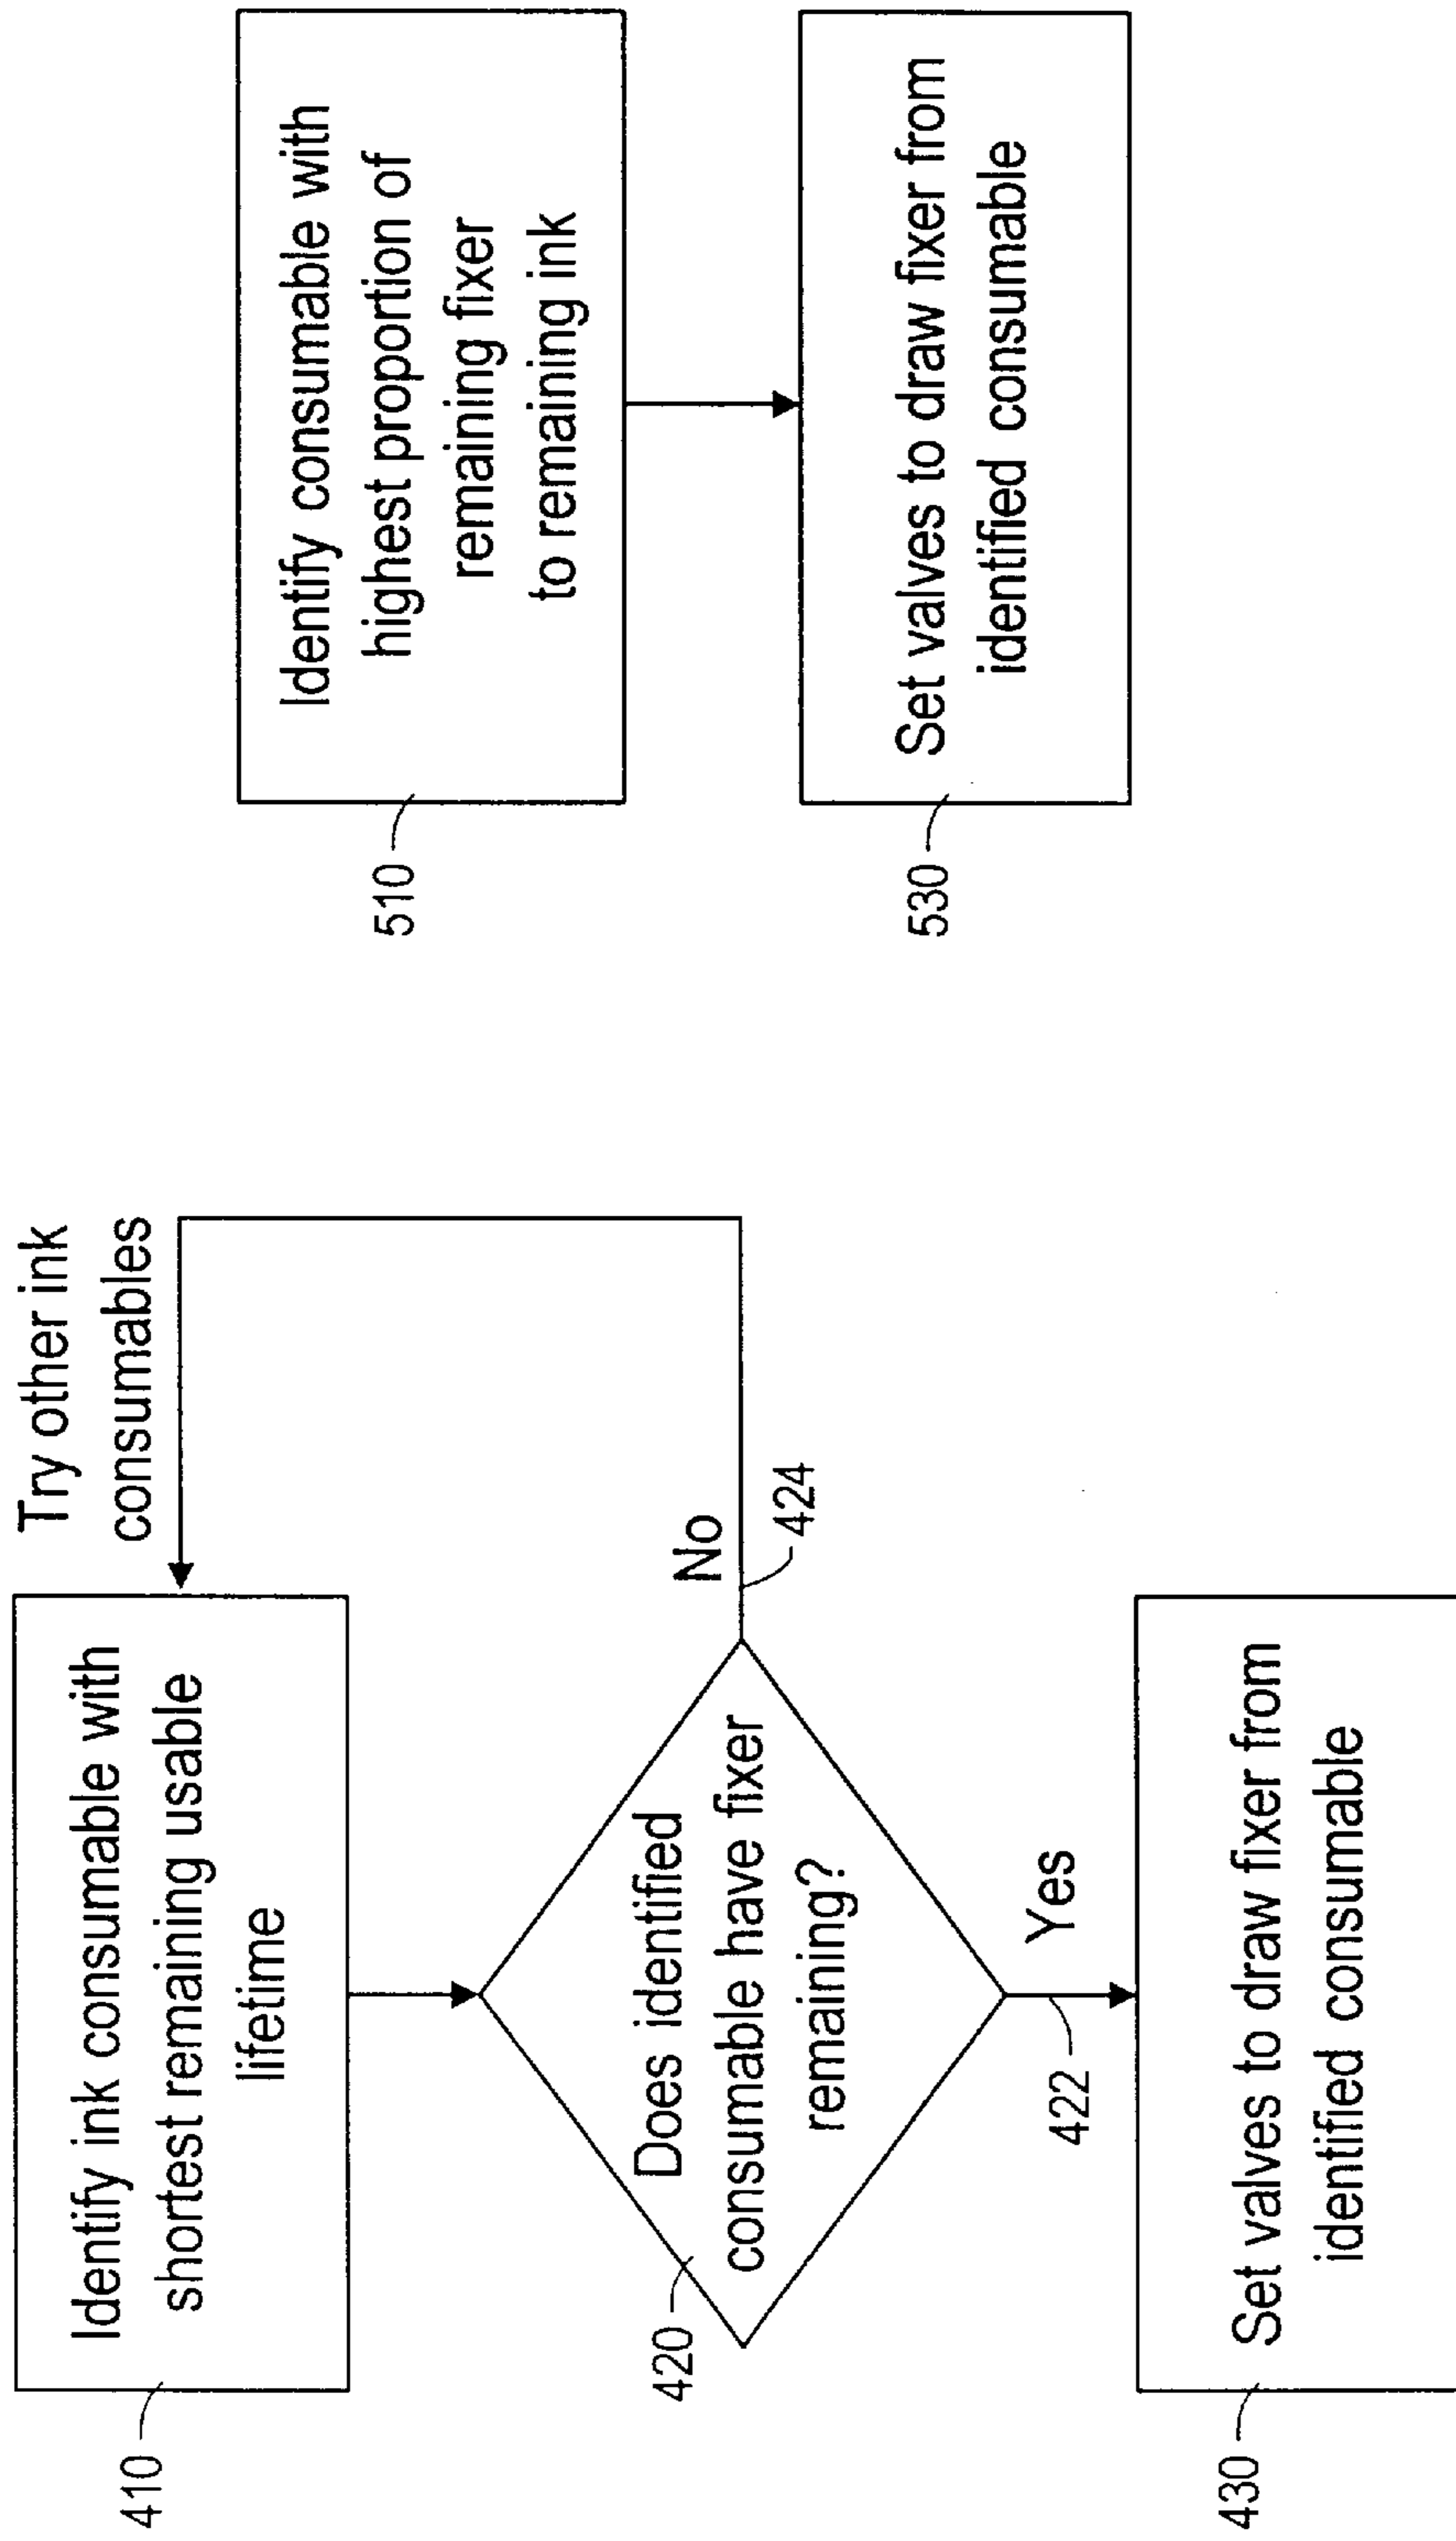 Try other ink
consumables
Identify ink consumable with
shortest remaining usable
lifetime
410
Does identified
consumable have fixer
remaining?
420
No
424
Yes
422
Set valves to draw fixer from
identified consumable
430
Identify consumable with
highest proportion of
remaining fixer
to remaining ink
510
Set valves to draw fixer from
identified consumable
530